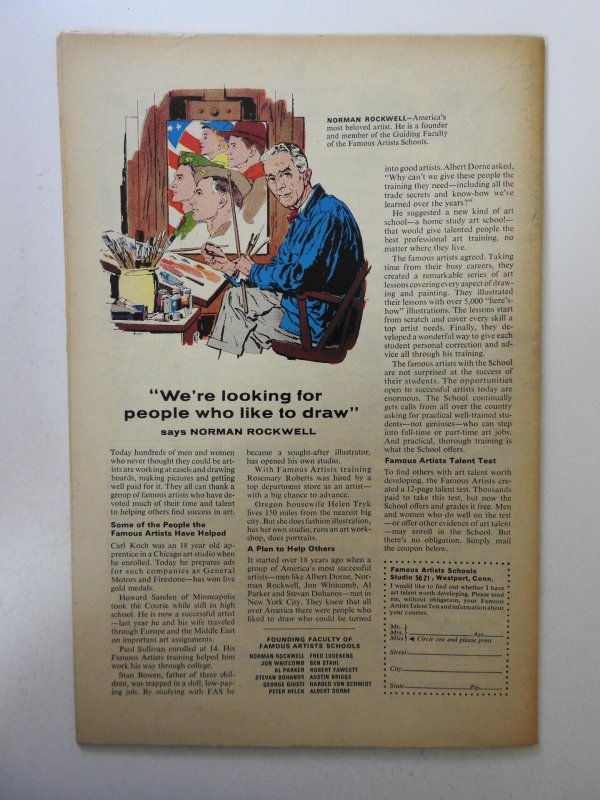 NORMAN ROCKWELL—America's
most beloved artist. He is a founder
and member of the Guiding Faculty
of the Famous Artists Schools.
"We're looking for
people who like to draw"
says NORMAN ROCKWELL
Today hundreds of men and women
who never thought they could be art-
ists are working at easels and drawing
boards, making pictures and getting
well paid for it. They all can thank a
group of famous artists who have de-
voted much of their time and talent
to helping others find success in art.
Some of the People the
Famous Artists Have Helped
Carl Koch was an 18 year old ap-
prentice in a Chicago art studio when
he enrolled. Today he prepares ads
for such companies as General
Motors and Firestone—has won five
gold medals.
Howard Sanden of Minneapolis
took the Course while still in high
school. He is now a successful artist
—last year he and his wife traveled
through Europe and the Middle East
on important art assignments.
Paul Sullivan enrolled at 14. His
Famous Artists training helped him
work his way through college.
Stan Bowen, father of three chil-
dren, was trapped in a dull, low-pay-
ing job. By studying with FAS he
became a sought-after illustrator,
has opened his own studio.
With Famous Artists training
Rosemary Roberts was hired by a
top department store as an artist—
with a big chance to advance.
Oregon housewife Helen Tryk
lives 150 miles from the nearest big
city. But she does fashion illustration,
has her own studio, runs an art work-
shop, does portraits.
A Plan to Help Others
It started over 18 years ago when a
group of America's most successful
artists—men like Albert Dorne, Nor-
man Rockwell, Jon Whitcomb, Al
Parker and Stevan Dohanos—met in
New York City. They knew that all
over America there were people who
liked to draw who could be turned
FOUNDING FACULTY OF
FAMOUS ARTISTS SCHOOLS
NORMAN ROCKWELL FRED LUDEKENS
JON WHITCOMB BEN STAHL
AL PARKER ROBERT FAWCETT
STEVAN DOHANOS AUSTIN BRIGGS
GEORGE GIUSTI HAROLD VON SCHMIDT
PETER HELCK ALBERT DORNE
into good artists. Albert Dorne asked,
"Why can't we give these people the
training they need—including all the
trade secrets and know-how we've
learned over the years?"
He suggested a new kind of art
school—a home study art school—
that would give talented people the
best professional art training, no
matter where they live.
The famous artists agreed. Taking
time from their busy careers, they
created a remarkable series of art
lessons covering every aspect of draw-
ing and painting. They illustrated
their lessons with over 5,000 "here's-
how" illustrations. The lessons start
from scratch and cover every skill a
top artist needs. Finally, they de-
veloped a wonderful way to give each
student personal correction and ad-
vice all through his training.
The famous artists with the School
are not surprised at the success of
their students. The opportunities
open to successful artists today are
enormous. The School continually
gets calls from all over the country
asking for practical well-trained stu-
dents—not geniuses—who can step
into full-time or part-time art jobs.
And practical, thorough training is
what the School offers.
Famous Artists Talent Test
To find others with art talent worth
developing, the Famous Artists cre-
ated a 12-page talent test. Thousands
paid to take this test, but now the
School offers and grades it free. Men
and women who do well on the test
—or offer other evidence of art talent
—may enroll in the School. But
there's no obligation. Simply mail
the coupon below.
Famous Artists Schools
Studio 5621, Westport, Conn.
I would like to find out whether I have
art talent worth developing. Please send
me, without obligation, your Famous
Artists Talent Test and information about
your courses.
Mr.
Mrs. Age
Miss Circle one and please print
Street
City
State Zip